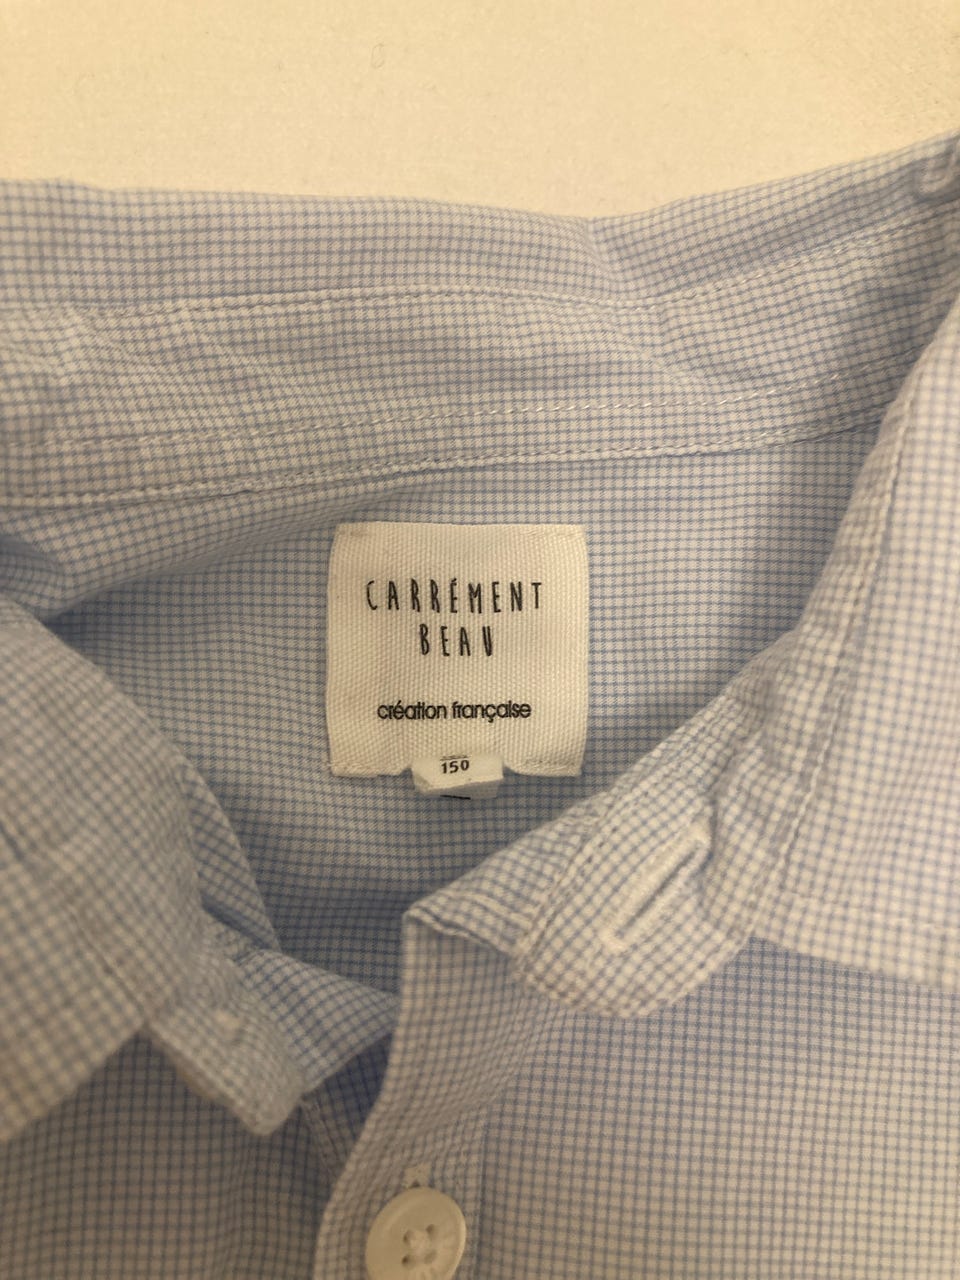 CARRÉMENT
BEAU
création française
150